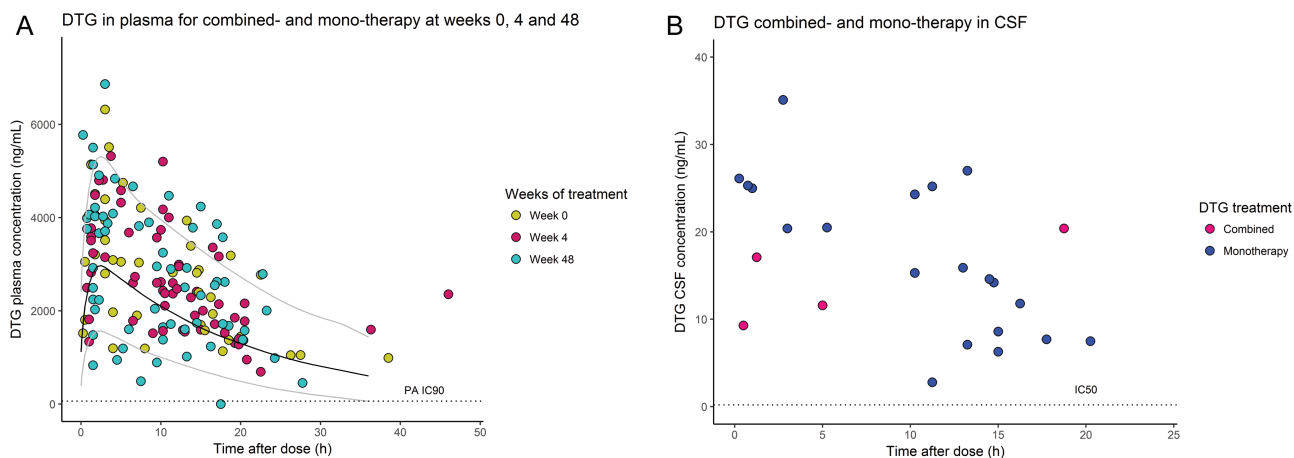 A
DTG in plasma for combined- and mono-therapy at weeks 0, 4 and 48
DTG plasma concentration (ng/mL)
6000
4000
2000
0
PA IC90
0 10 20 30 40 50
Time after dose (h)
Weeks of treatment
Week 0
Week 4
Week 48
B
DTG combined- and mono-therapy in CSF
DTG CSF concentration (ng/mL)
40
30
20
10
0
IC50
0 5 10 15 20 25
Time after dose (h)
DTG treatment
Combined
Monotherapy